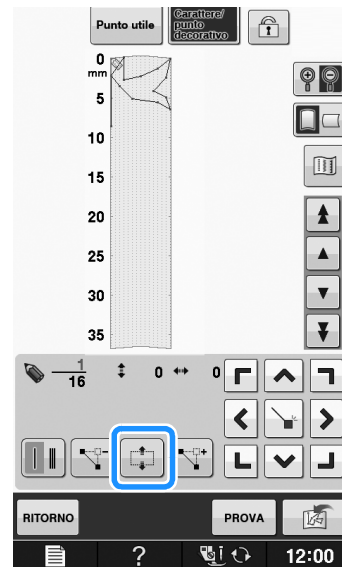 Punto utile
Carattere/
punto
decorativo
0
mm
5
10
15
20
25
30
35
1
16
0
0
RITORNO
PROVA
?
12:00